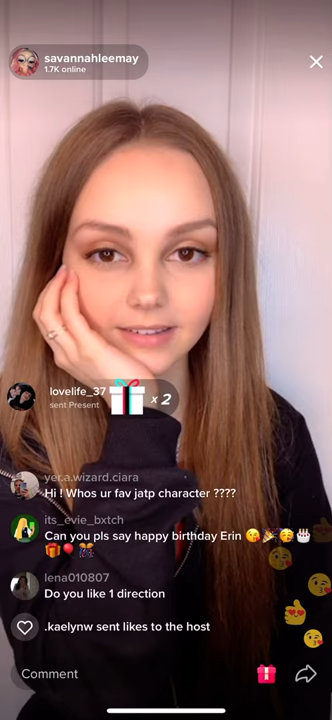 savannahleemay
1.7K online
lovelife_37
sent Present
x 2
yer.a.wizard.ciara
Hi ! Whos ur fav jatp character ????
its_evie_bxtch
Can you pls say happy birthday Erin 😘🎉🥳🎂
🎁🎈🎊
lena010807
Do you like 1 direction
.kaelynw sent likes to the host
Comment